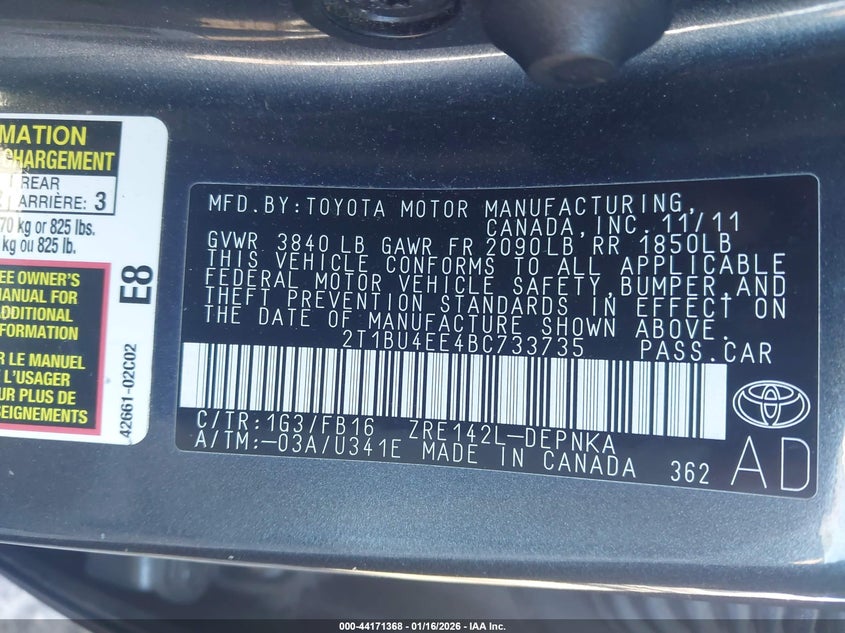 MATION
CHARGEMENT
REAR
ARRIÈRE: 3
70 kg or 825 lbs.
kg ou 825 lb.
EE OWNER'S
MANUAL FOR
ADDITIONAL
FORMATION
R LE MANUEL
L'USAGER
UR PLUS DE
SEIGNEMENTS
E8
42661-02C02
MFD.BY:TOYOTA MOTOR MANUFACTURING,
CANADA, INC. 11/11
GVWR 3840 LB GAWR FR 2090LB RR 1850LB
THIS VEHICLE CONFORMS TO ALL APPLICABLE
FEDERAL MOTOR VEHICLE SAFETY,BUMPER,AND
THEFT PREVENTION STANDARDS IN EFFECT ON
THE DATE OF MANUFACTURE SHOWN ABOVE.
2T1BU4EE4BC733735 PASS.CAR
C/TR:1G3/FB16 ZRE142L-DEPNKA
A/TM:-03A/U341E MADE IN CANADA 362
AD
000-44171368 - 01/16/2026 - IAA Inc.